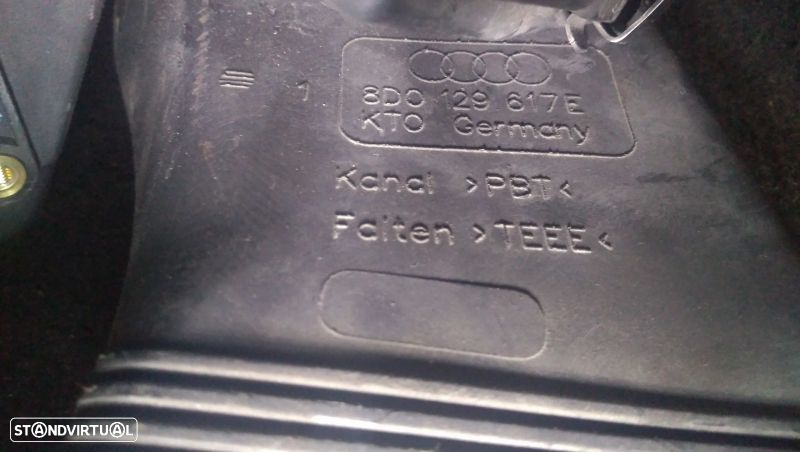 1
8D0 129 617 E
KTO Germany
Kanal >PBT<
Falten >TEEE<
STANDVIRTUAL